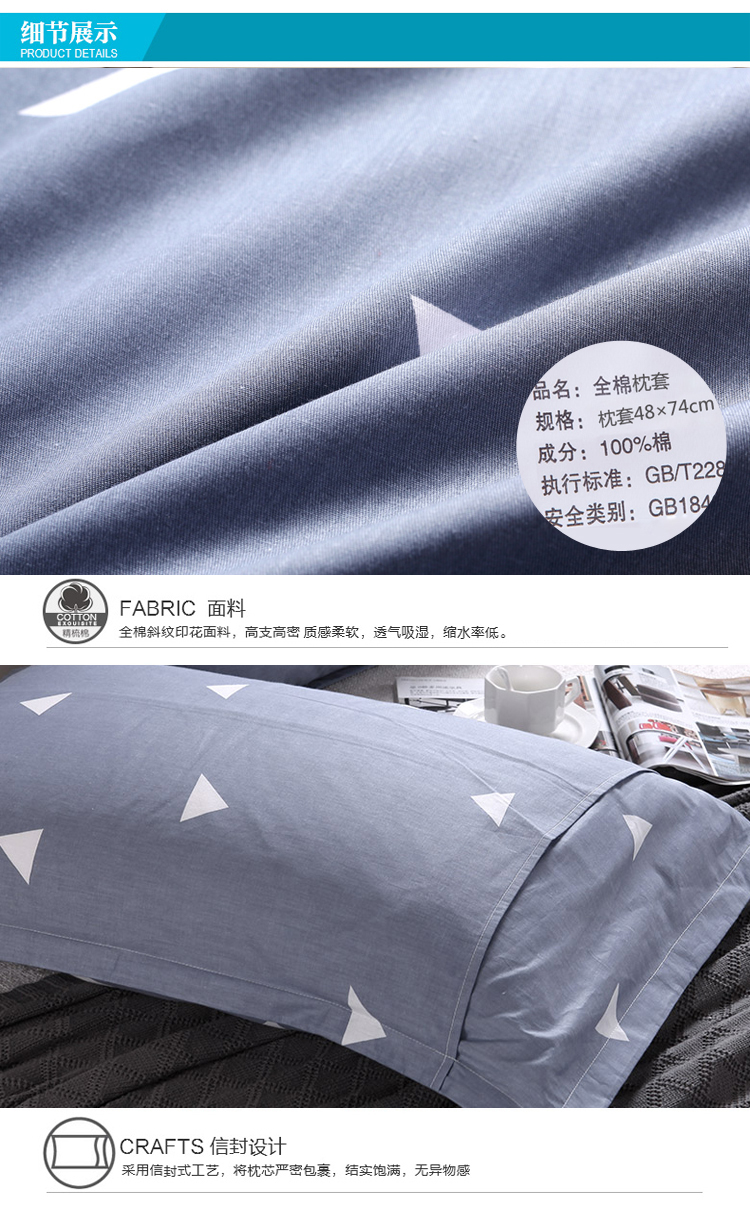 细节展示
PRODUCT DETAILS
品名：全棉枕套
规格：枕套48×74cm
成分：100%棉
执行标准：GB/T228
安全类别：GB184
COTTON
EXQUISITE
精梳棉
FABRIC 面料
全棉斜纹印花面料，高支高密 质感柔软，透气吸湿，缩水率低。
CRAFTS 信封设计
采用信封式工艺，将枕芯严密包裹，结实饱满，无异物感